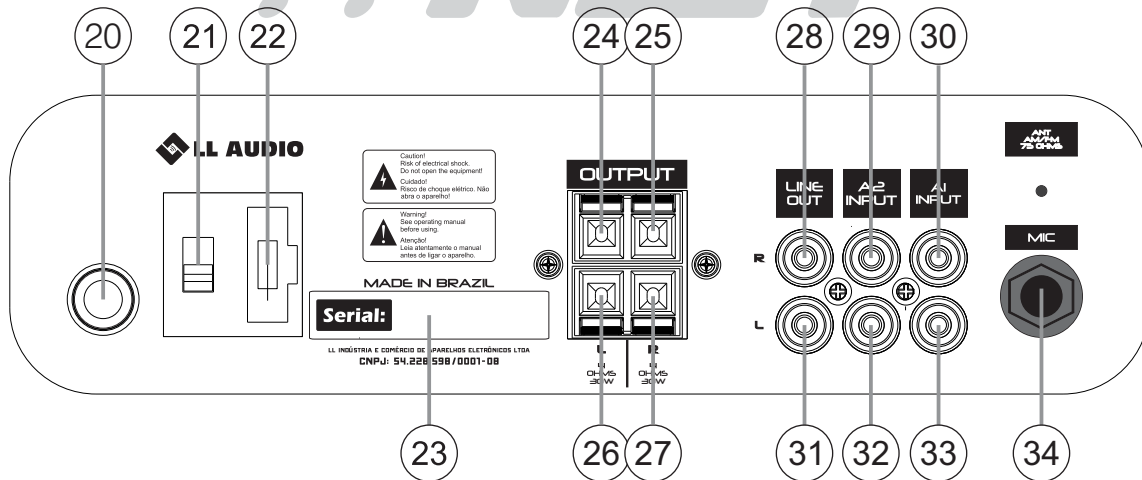 20 21 22 24 25 28 29 30
LL AUDIO
Caution!
Risk of electrical shock.
Do not open the equipment!
Cuidado!
Risco de choque elétrico. Não
abra o aparelho!
Warning!
See operating manual
before using.
Atenção!
Leia atentamente o manual
antes de ligar o aparelho.
MADE IN BRAZIL
Serial:
LL INDÚSTRIA E COMÉRCIO DE APARELHOS ELETRÔNICOS LTDA
CNPJ: 54.228.598/0001-08
OUTPUT
L R
4 4
OHMS OHMS
30W 30W
LINE
OUT
A2
INPUT
A1
INPUT
R
L
ANT
AM/FM
75 OHMS
MIC
23 26 27 31 32 33 34